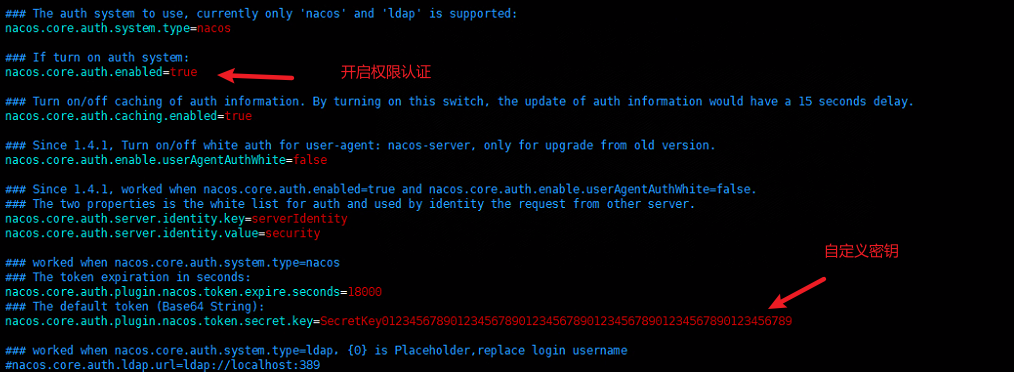 ### The auth system to use, currently only 'nacos' and 'ldap' is supported:
nacos.core.auth.system.type=nacos
### If turn on auth system:
nacos.core.auth.enabled=true
开启权限认证
### Turn on/off caching of auth information. By turning on this switch, the update of auth information would have a 15 seconds delay.
nacos.core.auth.caching.enabled=true
### Since 1.4.1, Turn on/off white auth for user-agent: nacos-server, only for upgrade from old version.
nacos.core.auth.enable.userAgentAuthWhite=false
### Since 1.4.1, worked when nacos.core.auth.enabled=true and nacos.core.auth.enable.userAgentAuthWhite=false.
### The two properties is the white list for auth and used by identity the request from other server.
nacos.core.auth.server.identity.key=serverIdentity
nacos.core.auth.server.identity.value=security
自定义密钥
### worked when nacos.core.auth.system.type=nacos
### The token expiration in seconds:
nacos.core.auth.plugin.nacos.token.expire.seconds=18000
### The default token (Base64 String):
nacos.core.auth.plugin.nacos.token.secret.key=SecretKey012345678901234567890123456789012345678901234567890123456789
### worked when nacos.core.auth.system.type=ldap, {0} is Placeholder,replace login username
#nacos.core.auth.ldap.url=ldap://localhost:389